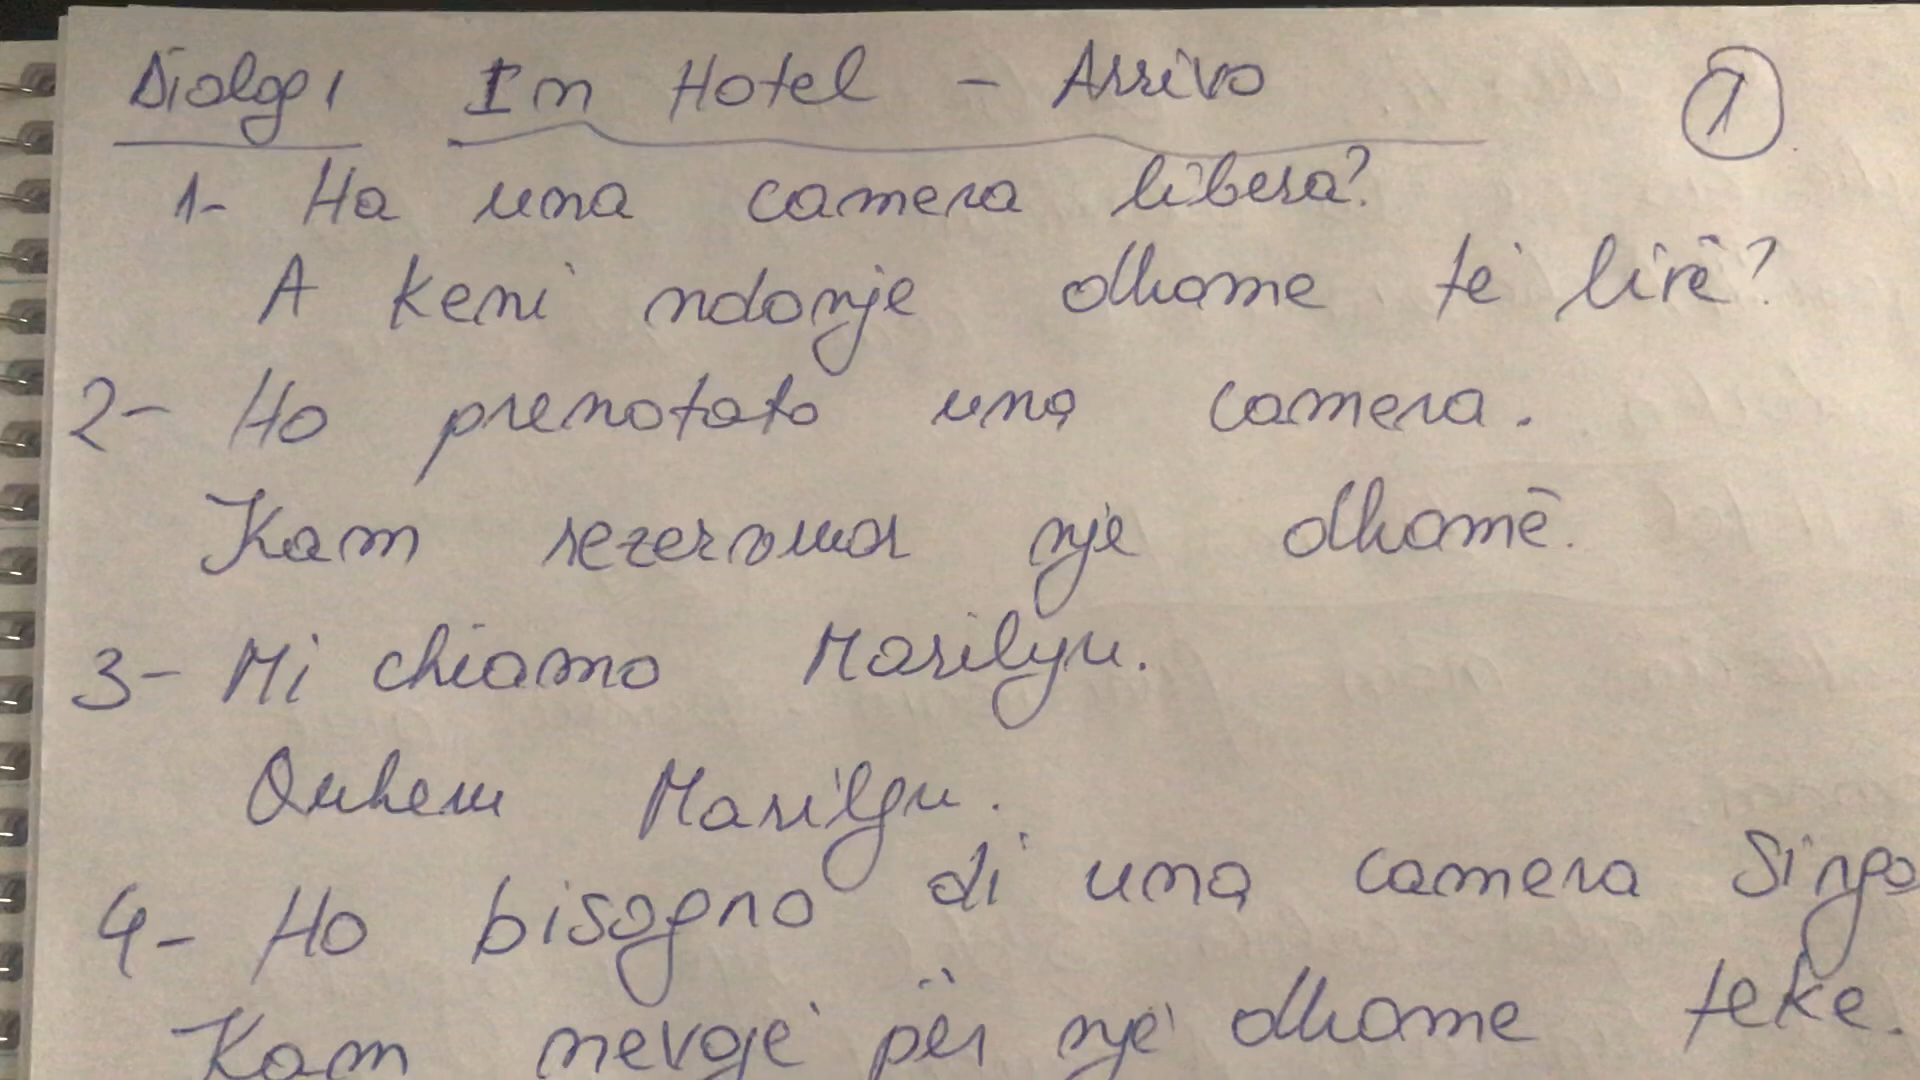 Dialogi In Hotel - Arrivo 1
1- Ha una camera libera?
A keni ndonje dhome të lirë?
2- Ho prenotato una camera.
Kam rezervuar një dhomë.
3- Mi chiamo Marilyn.
Quhem Marilyn.
4- Ho bisogno di una camera Singo
Kam nevojë për një dhome teke.